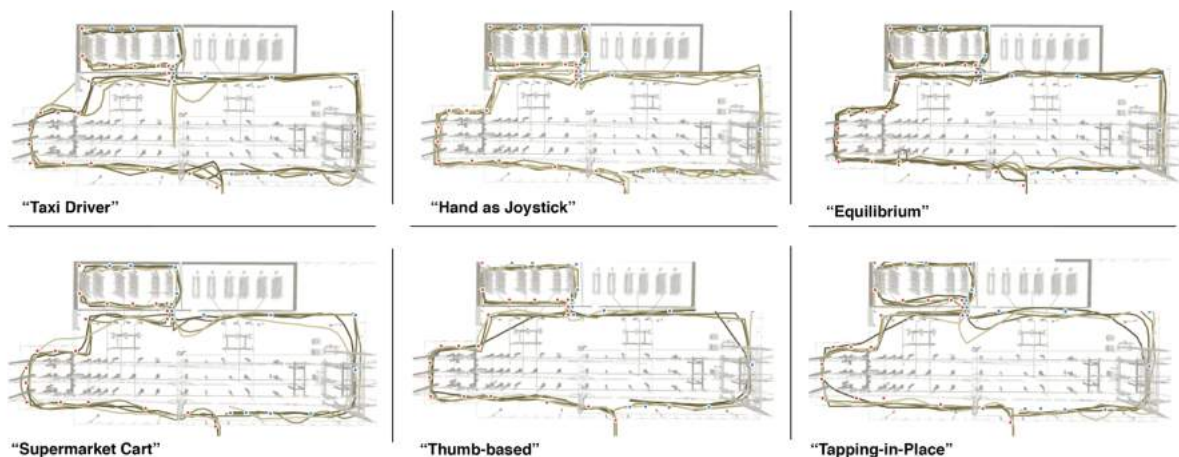 “Taxi Driver”
“Hand as Joystick”
“Equilibrium”
“Supermarket Cart”
“Thumb-based”
“Tapping-in-Place”